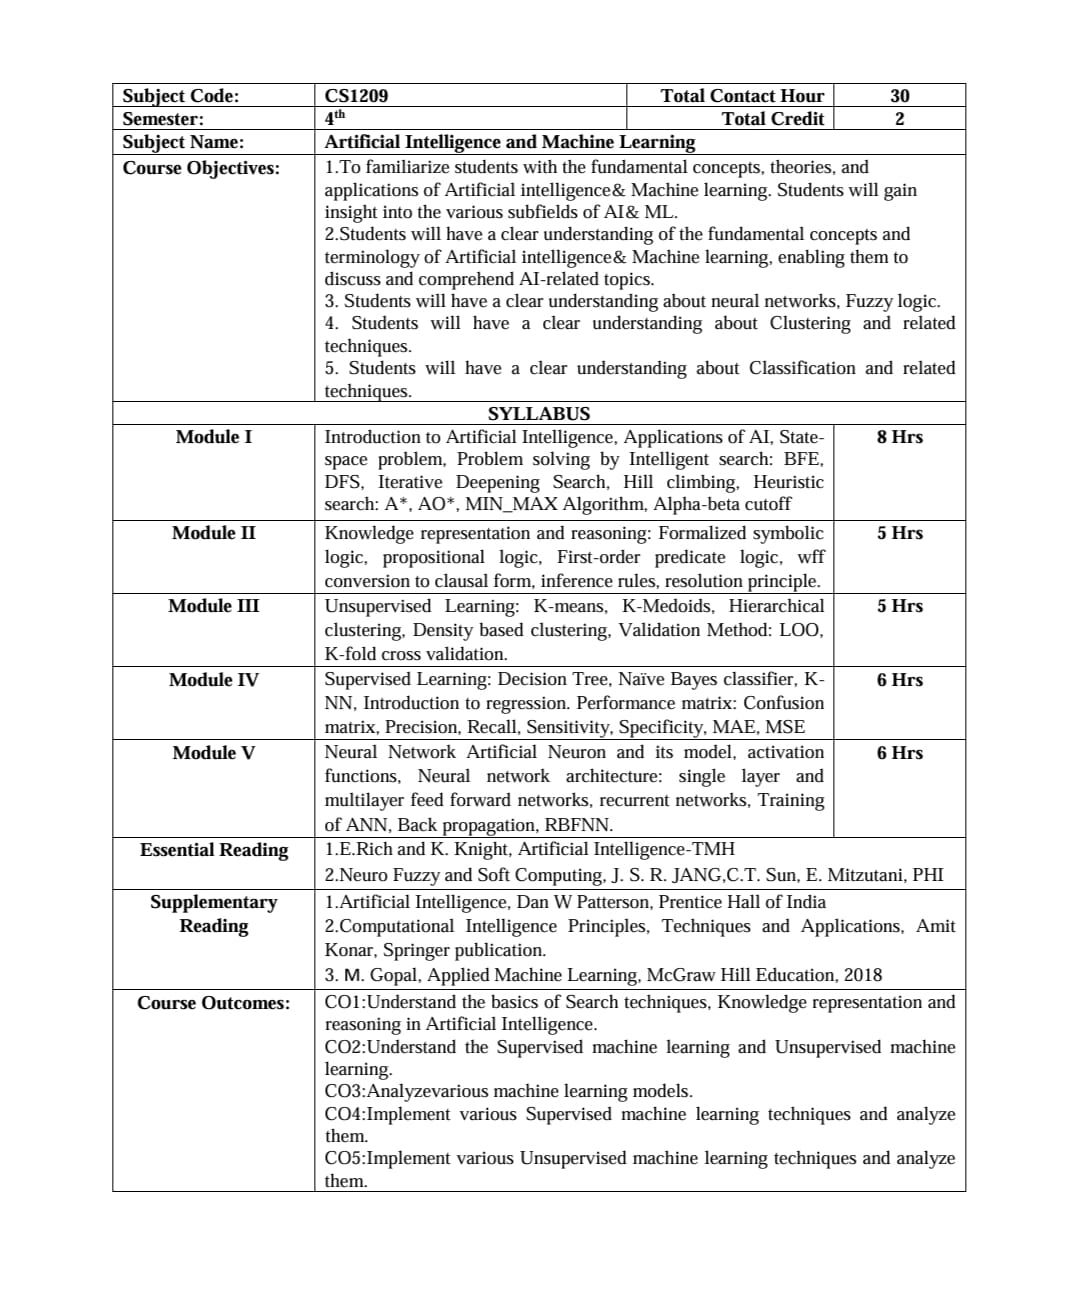 Subject Code: CS1209 Total Contact Hour 30
Semester: 4th Total Credit 2
Subject Name: Artificial Intelligence and Machine Learning
Course Objectives: 1.To familiarize students with the fundamental concepts, theories, and
applications of Artificial intelligence& Machine learning. Students will gain
insight into the various subfields of AI& ML.
2.Students will have a clear understanding of the fundamental concepts and
terminology of Artificial intelligence& Machine learning, enabling them to
discuss and comprehend AI-related topics.
3. Students will have a clear understanding about neural networks, Fuzzy logic.
4. Students will have a clear understanding about Clustering and related
techniques.
5. Students will have a clear understanding about Classification and related
techniques.
SYLLABUS
Module I Introduction to Artificial Intelligence, Applications of AI, State- 8 Hrs
space problem, Problem solving by Intelligent search: BFE,
DFS, Iterative Deepening Search, Hill climbing, Heuristic
search: A*, AO*, MIN_MAX Algorithm, Alpha-beta cutoff
Module II Knowledge representation and reasoning: Formalized symbolic 5 Hrs
logic, propositional logic, First-order predicate logic, wff
conversion to clausal form, inference rules, resolution principle.
Module III Unsupervised Learning: K-means, K-Medoids, Hierarchical 5 Hrs
clustering, Density based clustering, Validation Method: LOO,
K-fold cross validation.
Module IV Supervised Learning: Decision Tree, Naïve Bayes classifier, K- 6 Hrs
NN, Introduction to regression. Performance matrix: Confusion
matrix, Precision, Recall, Sensitivity, Specificity, MAE, MSE
Module V Neural Network Artificial Neuron and its model, activation 6 Hrs
functions, Neural network architecture: single layer and
multilayer feed forward networks, recurrent networks, Training
of ANN, Back propagation, RBFNN.
Essential Reading 1.E.Rich and K. Knight, Artificial Intelligence-TMH
2.Neuro Fuzzy and Soft Computing, J. S. R. JANG,C.T. Sun, E. Mitzutani, PHI
Supplementary 1.Artificial Intelligence, Dan W Patterson, Prentice Hall of India
Reading 2.Computational Intelligence Principles, Techniques and Applications, Amit
Konar, Springer publication.
3. M. Gopal, Applied Machine Learning, McGraw Hill Education, 2018
Course Outcomes: CO1:Understand the basics of Search techniques, Knowledge representation and
reasoning in Artificial Intelligence.
CO2:Understand the Supervised machine learning and Unsupervised machine
learning.
CO3:Analyzevarious machine learning models.
CO4:Implement various Supervised machine learning techniques and analyze
them.
CO5:Implement various Unsupervised machine learning techniques and analyze
them.